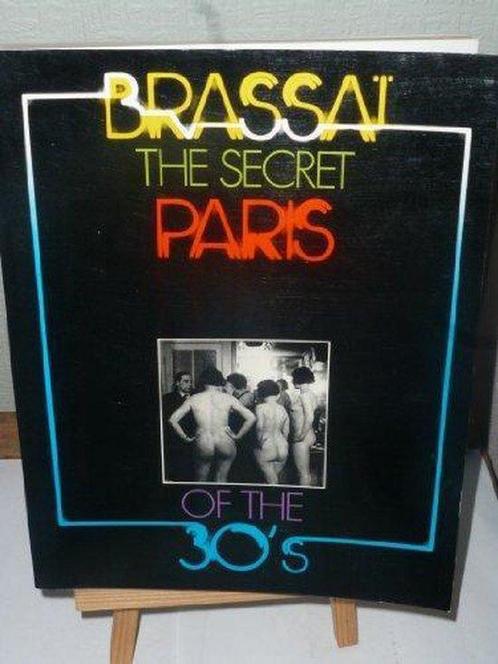 BRASSAÏ
THE SECRET
PARIS
OF THE
30's